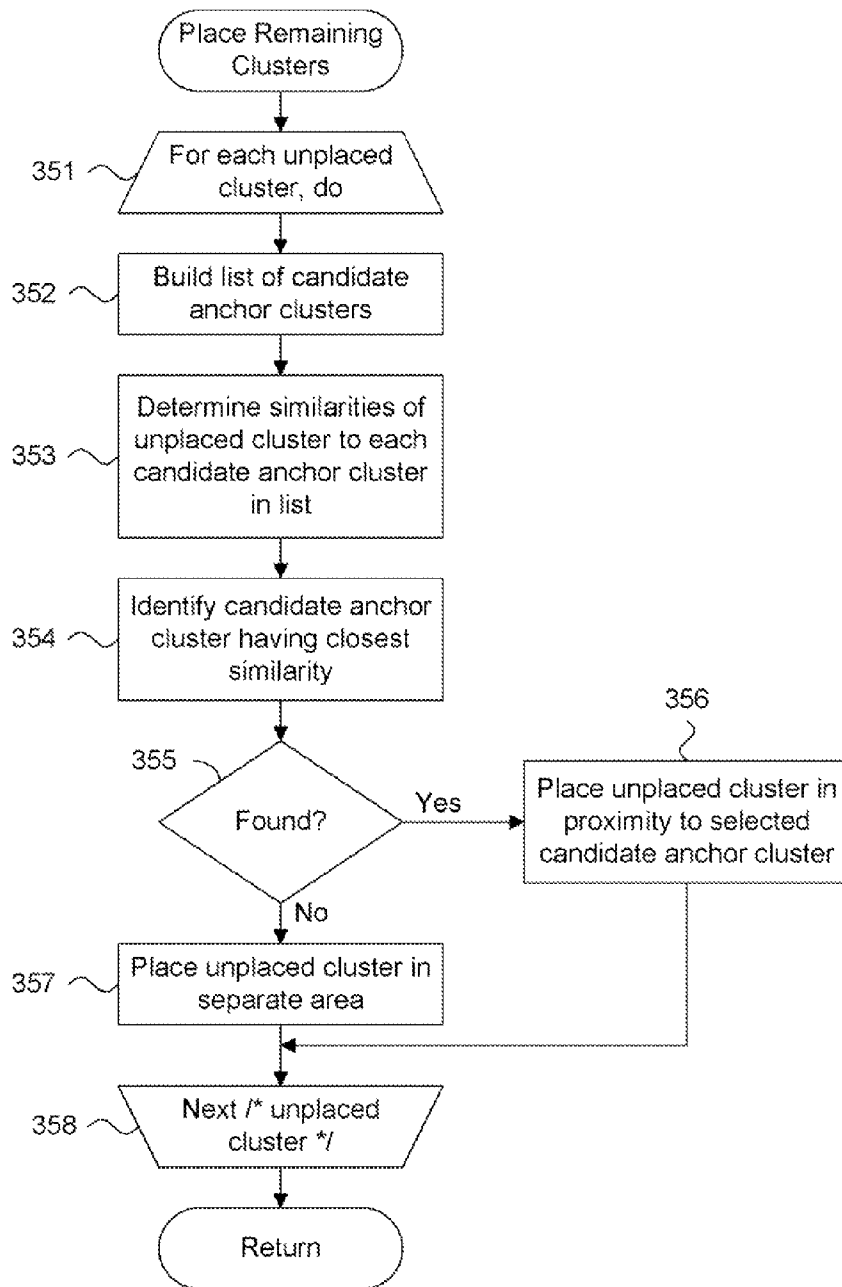 Place Remaining
Clusters
351
For each unplaced
cluster, do
352
Build list of candidate
anchor clusters
353
Determine similarities of
unplaced cluster to each
candidate anchor cluster
in list
354
Identify candidate anchor
cluster having closest
similarity
355
Found?
Yes
356
Place unplaced cluster in
proximity to selected
candidate anchor cluster
No
357
Place unplaced cluster in
separate area
358
Next /* unplaced
cluster */
Return